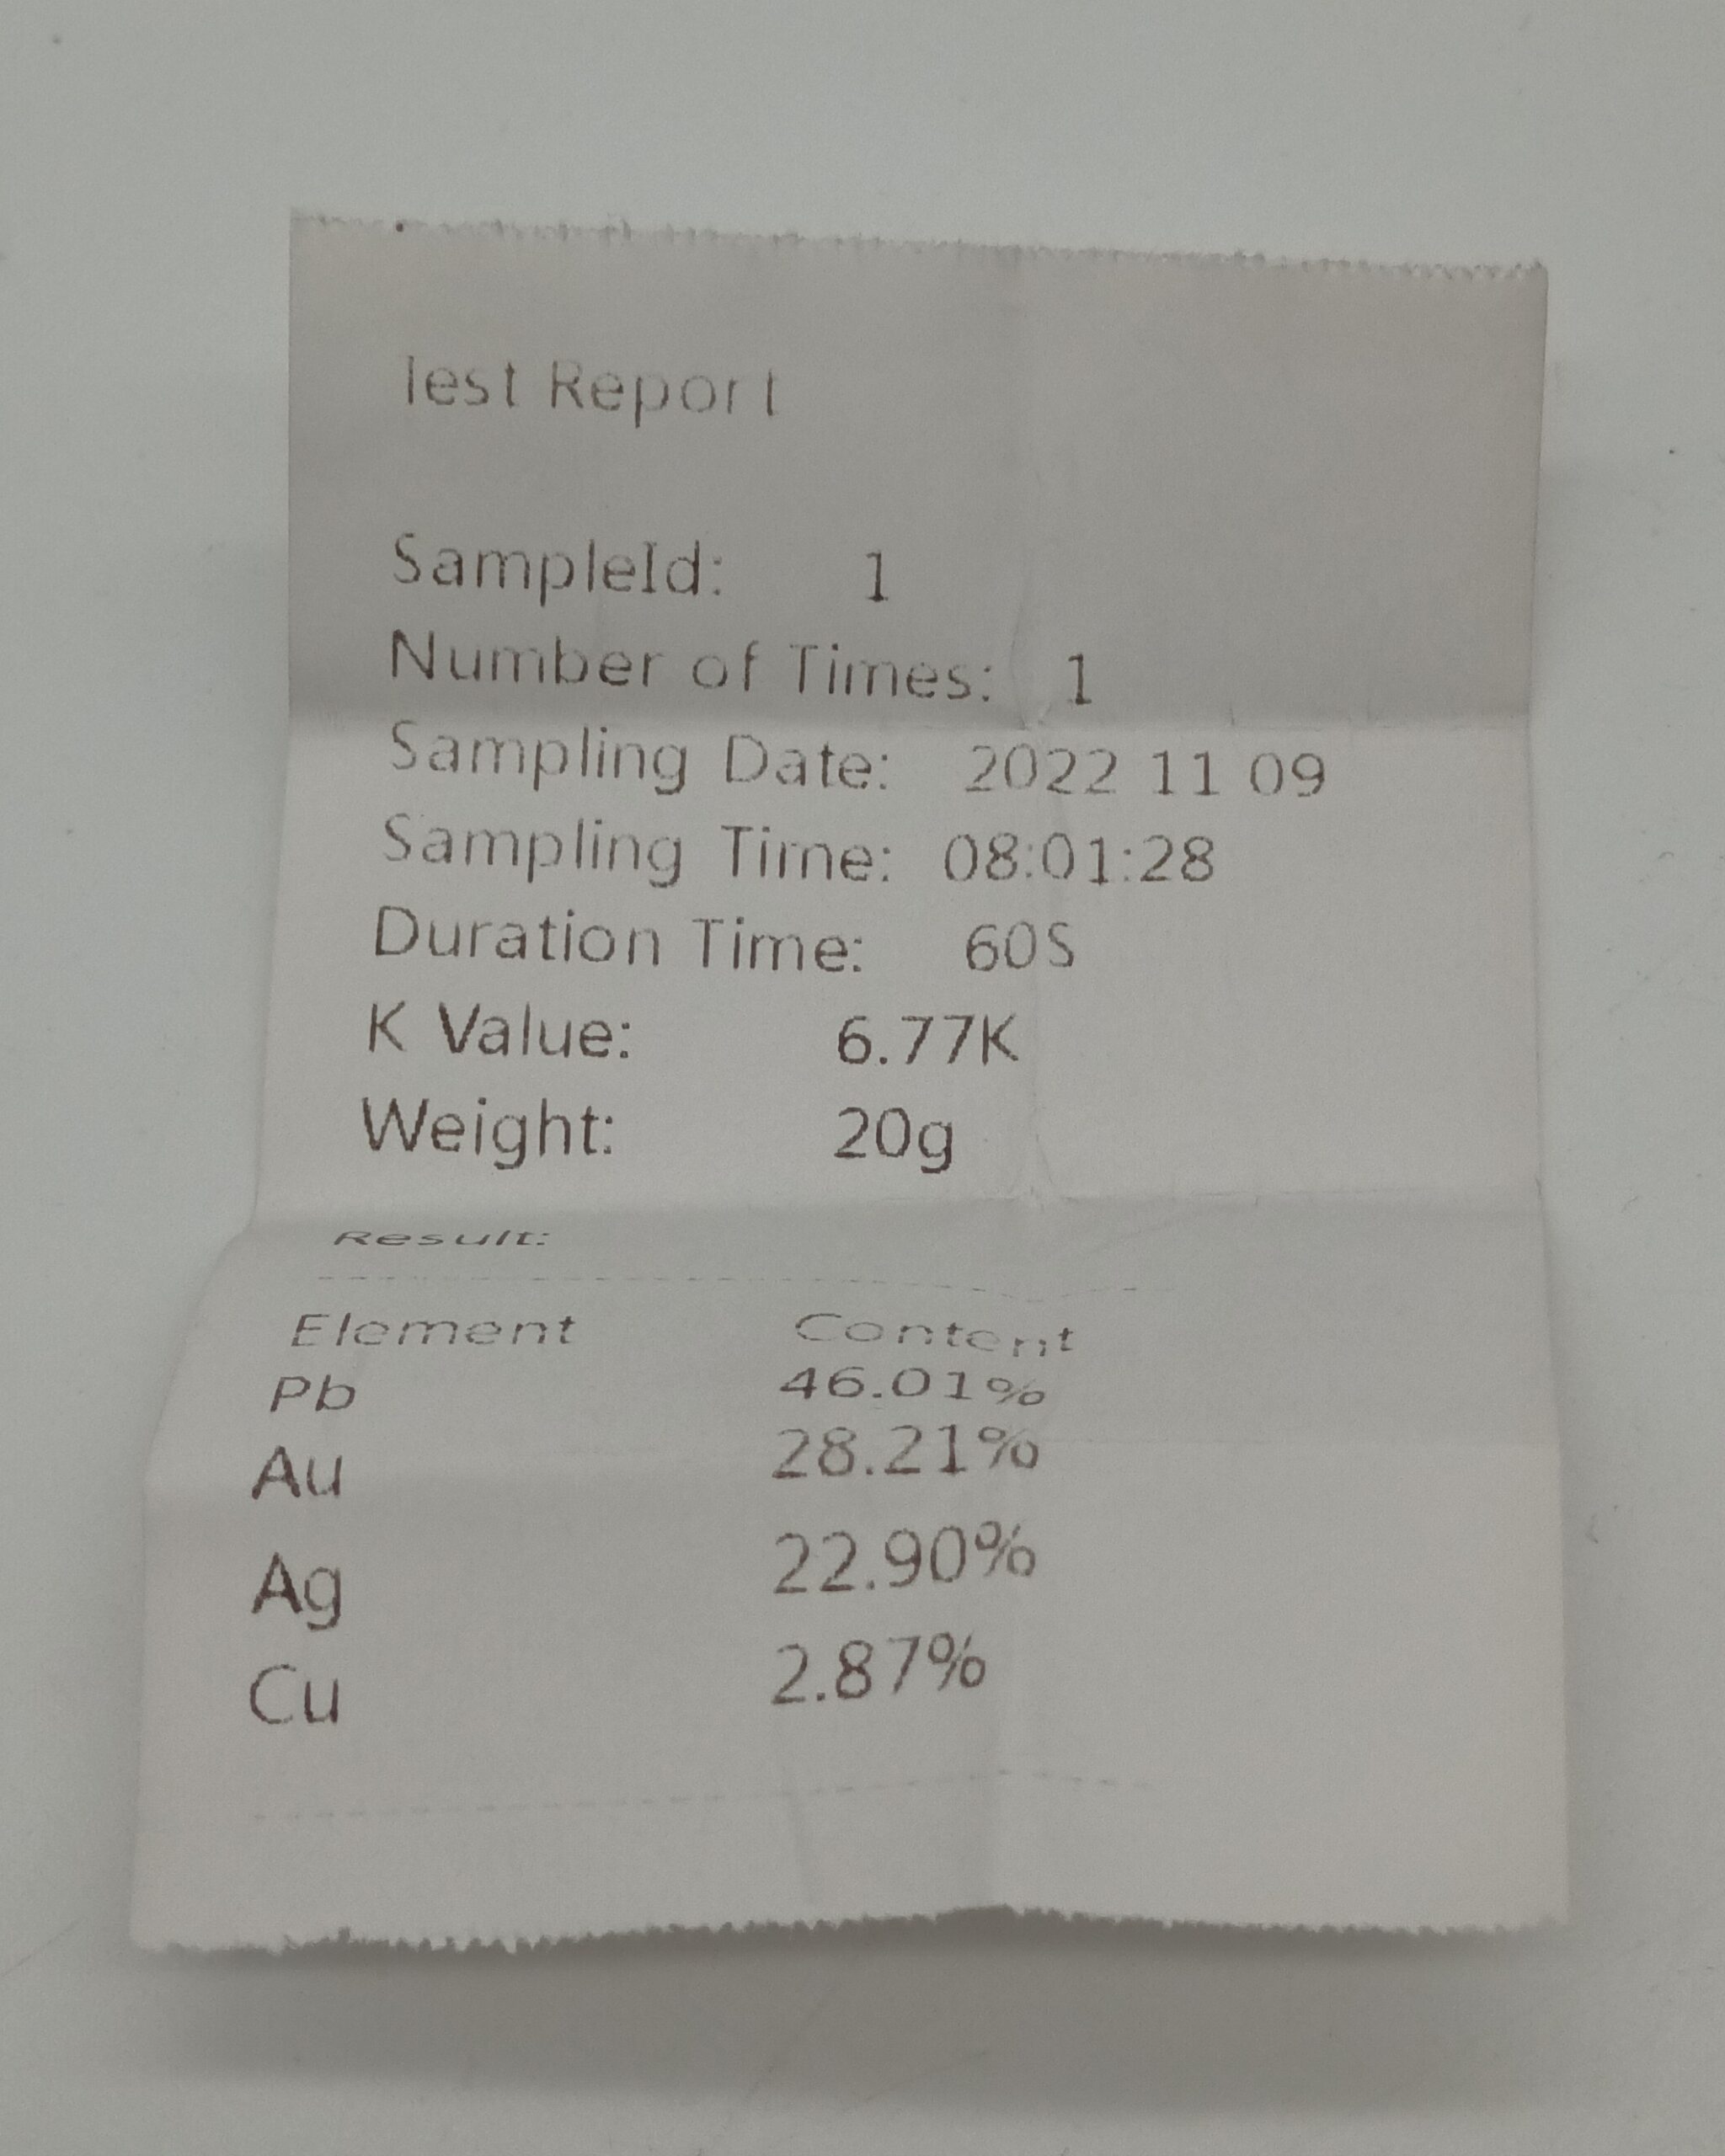 Test Report
SampleId: 1
Number of Times: 1
Sampling Date: 2022 11 09
Sampling Time: 08:01:28
Duration Time: 60S
K Value: 6.77K
Weight: 20g
Result:
Element Content
Pb 46.01%
Au 28.21%
Ag 22.90%
Cu 2.87%